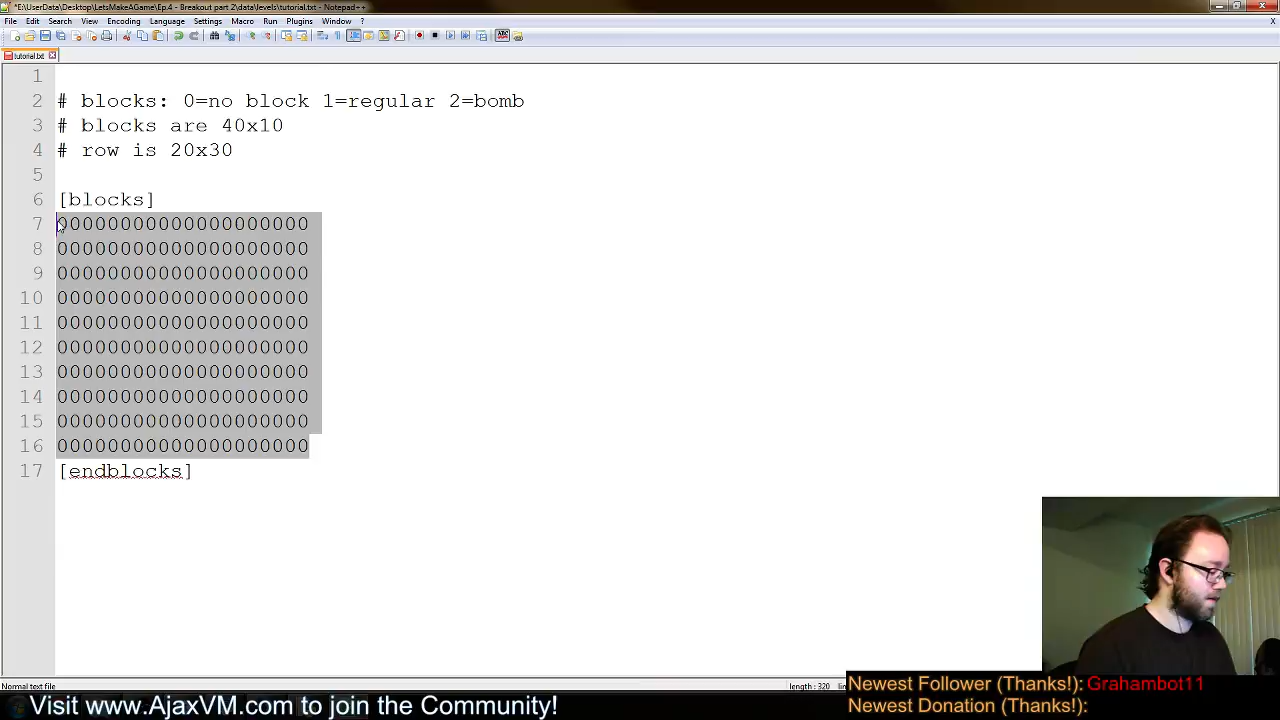 *E:\UserData\Desktop\LetsMakeAGame\Ep.4 - Breakout part 2\data\levels\tutorial.txt - Notepad++
File Edit Search View Encoding Language Settings Macro Run Plugins Window ? X
tutorial.txt
1
2 # blocks: 0=no block 1=regular 2=bomb
3 # blocks are 40x10
4 # row is 20x30
5
6 [blocks]
7 00000000000000000000
8 00000000000000000000
9 00000000000000000000
10 00000000000000000000
11 00000000000000000000
12 00000000000000000000
13 00000000000000000000
14 00000000000000000000
15 00000000000000000000
16 00000000000000000000
17 [endblocks]
Normal text file length : 320
Visit www.AjaxVM.com to join the Community!
Newest Follower (Thanks!): Grahambot11
Newest Donation (Thanks!):